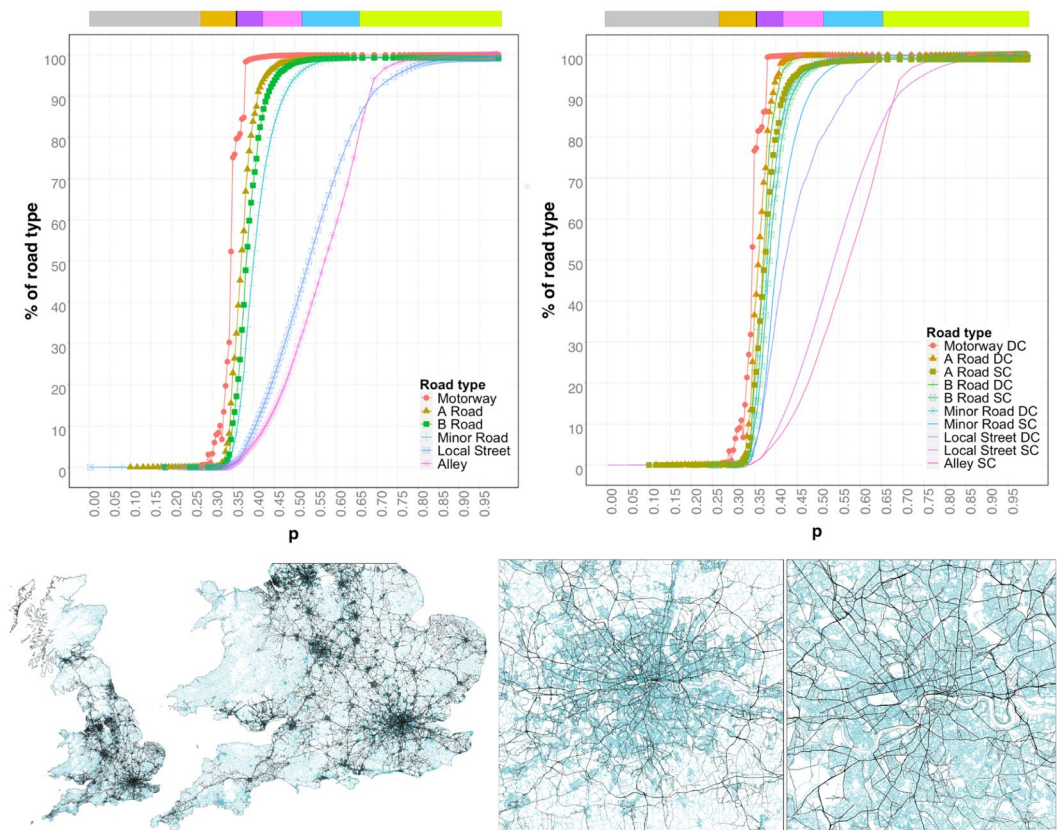 % of road type
100
90
80
70
60
50
40
30
20
10
0
0.00
0.05
0.10
0.15
0.20
0.25
0.30
0.35
0.40
0.45
0.50
0.55
0.60
0.65
0.70
0.75
0.80
0.85
0.90
0.95
p
Road type
Motorway
A Road
B Road
Minor Road
Local Street
Alley
% of road type
100
90
80
70
60
50
40
30
20
10
0
0.00
0.05
0.10
0.15
0.20
0.25
0.30
0.35
0.40
0.45
0.50
0.55
0.60
0.65
0.70
0.75
0.80
0.85
0.90
0.95
p
Road type
Motorway DC
A Road DC
A Road SC
B Road DC
B Road SC
Minor Road DC
Minor Road SC
Local Street DC
Local Street SC
Alley SC